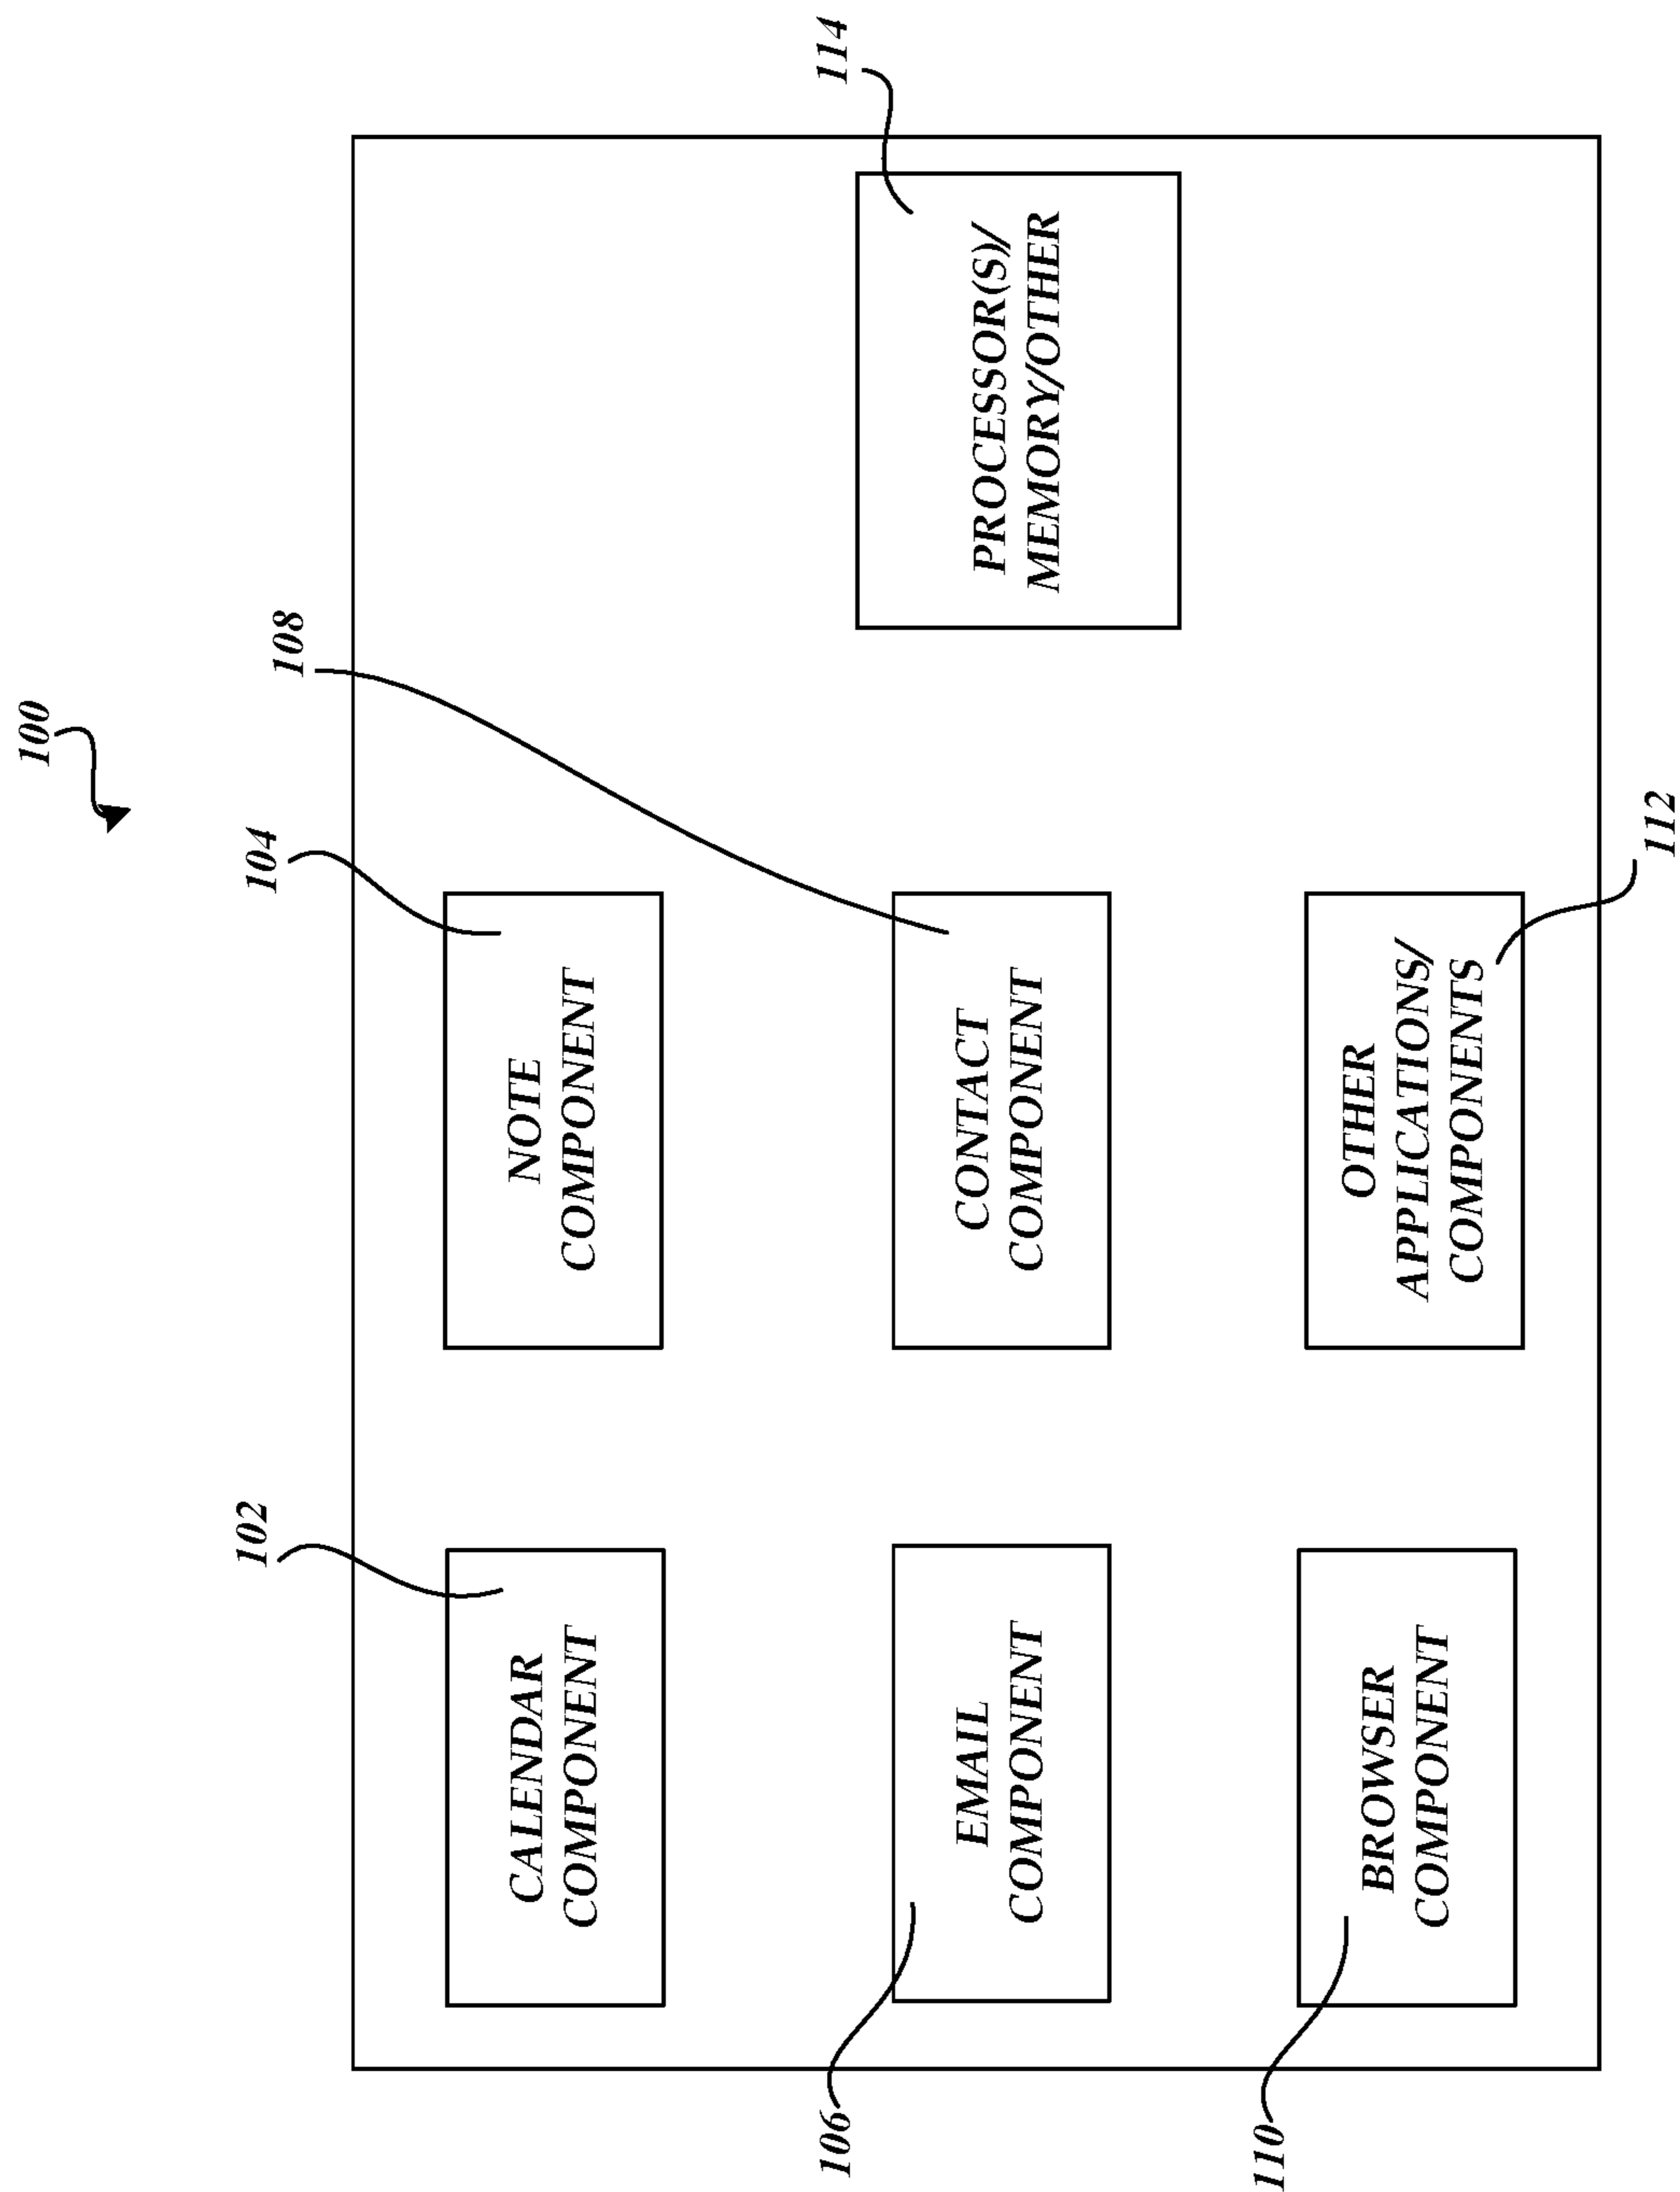 100
102
CALENDAR
COMPONENT
104
NOTE
COMPONENT
106
EMAIL
COMPONENT
108
CONTACT
COMPONENT
114
PROCESSOR(S)/
MEMORY/OTHER
110
BROWSER
COMPONENT
OTHER
APPLICATIONS/
COMPONENTS
112